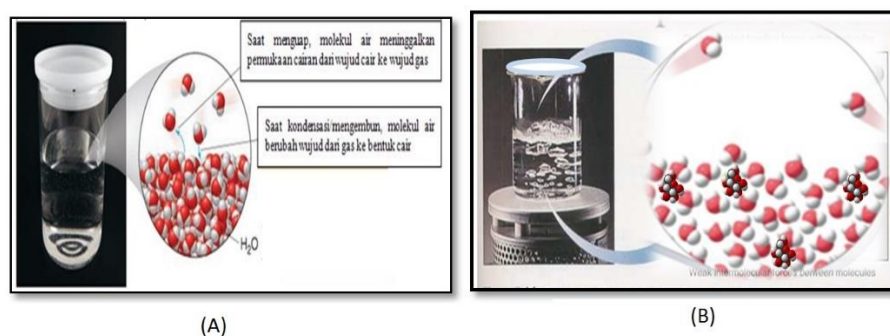 Saat menguap, molekul air meninggalkan
permukaan cairan dari wujud cair ke wujud gas
Saat kondensasi/mengembun, molekul air
berubah wujud dari gas ke bentuk cair
H₂O
Weak intermolecular forces between molecules
(A)
(B)